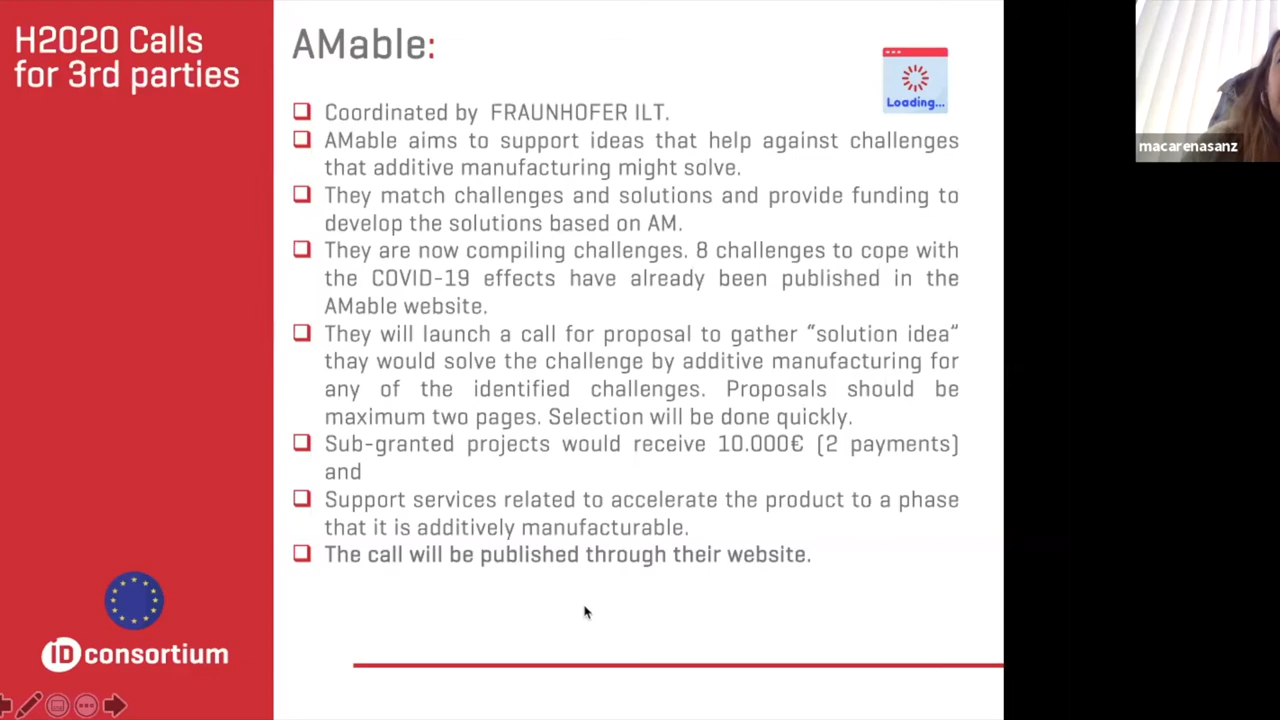 H2020 Calls
for 3rd parties
AMable:
Loading...
Coordinated by FRAUNHOFER ILT.
AMable aims to support ideas that help against challenges
that additive manufacturing might solve.
They match challenges and solutions and provide funding to
develop the solutions based on AM.
They are now compiling challenges. 8 challenges to cope with
the COVID-19 effects have already been published in the
AMable website.
They will launch a call for proposal to gather “solution idea”
thay would solve the challenge by additive manufacturing for
any of the identified challenges. Proposals should be
maximum two pages. Selection will be done quickly.
Sub-granted projects would receive 10.000€ (2 payments)
and
Support services related to accelerate the product to a phase
that it is additively manufacturable.
The call will be published through their website.
iD consortium
macarenasanz